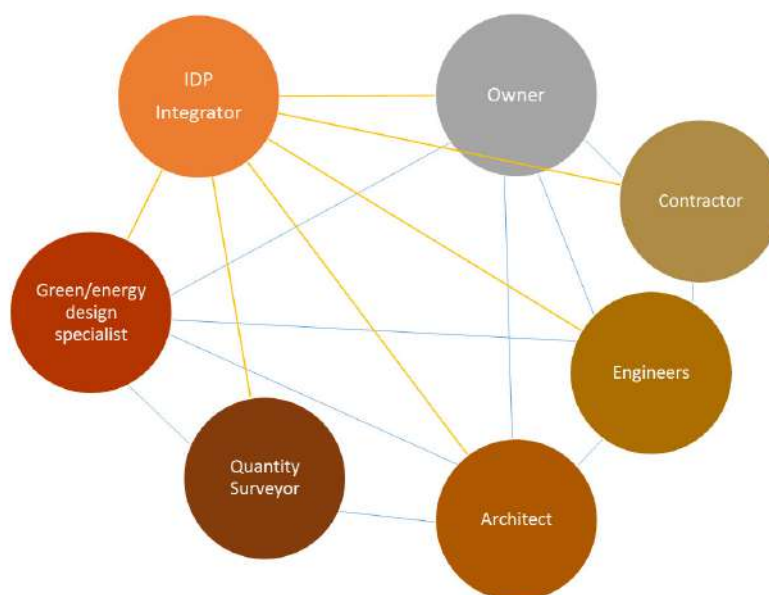 IDP
Integrator
Owner
Contractor
Green/energy
design
specialist
Engineers
Quantity
Surveyor
Architect